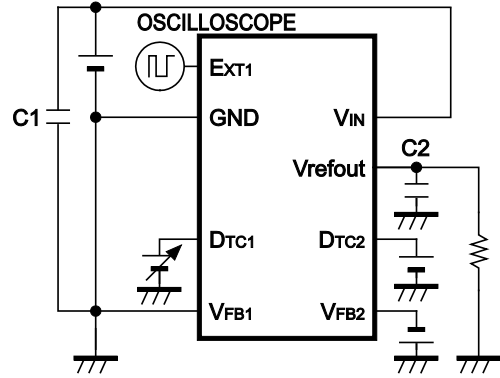 OSCILLOSCOPE
EXT1
C1
GND
VIN
C2
Vrefout
DTC1
DTC2
VFB1
VFB2